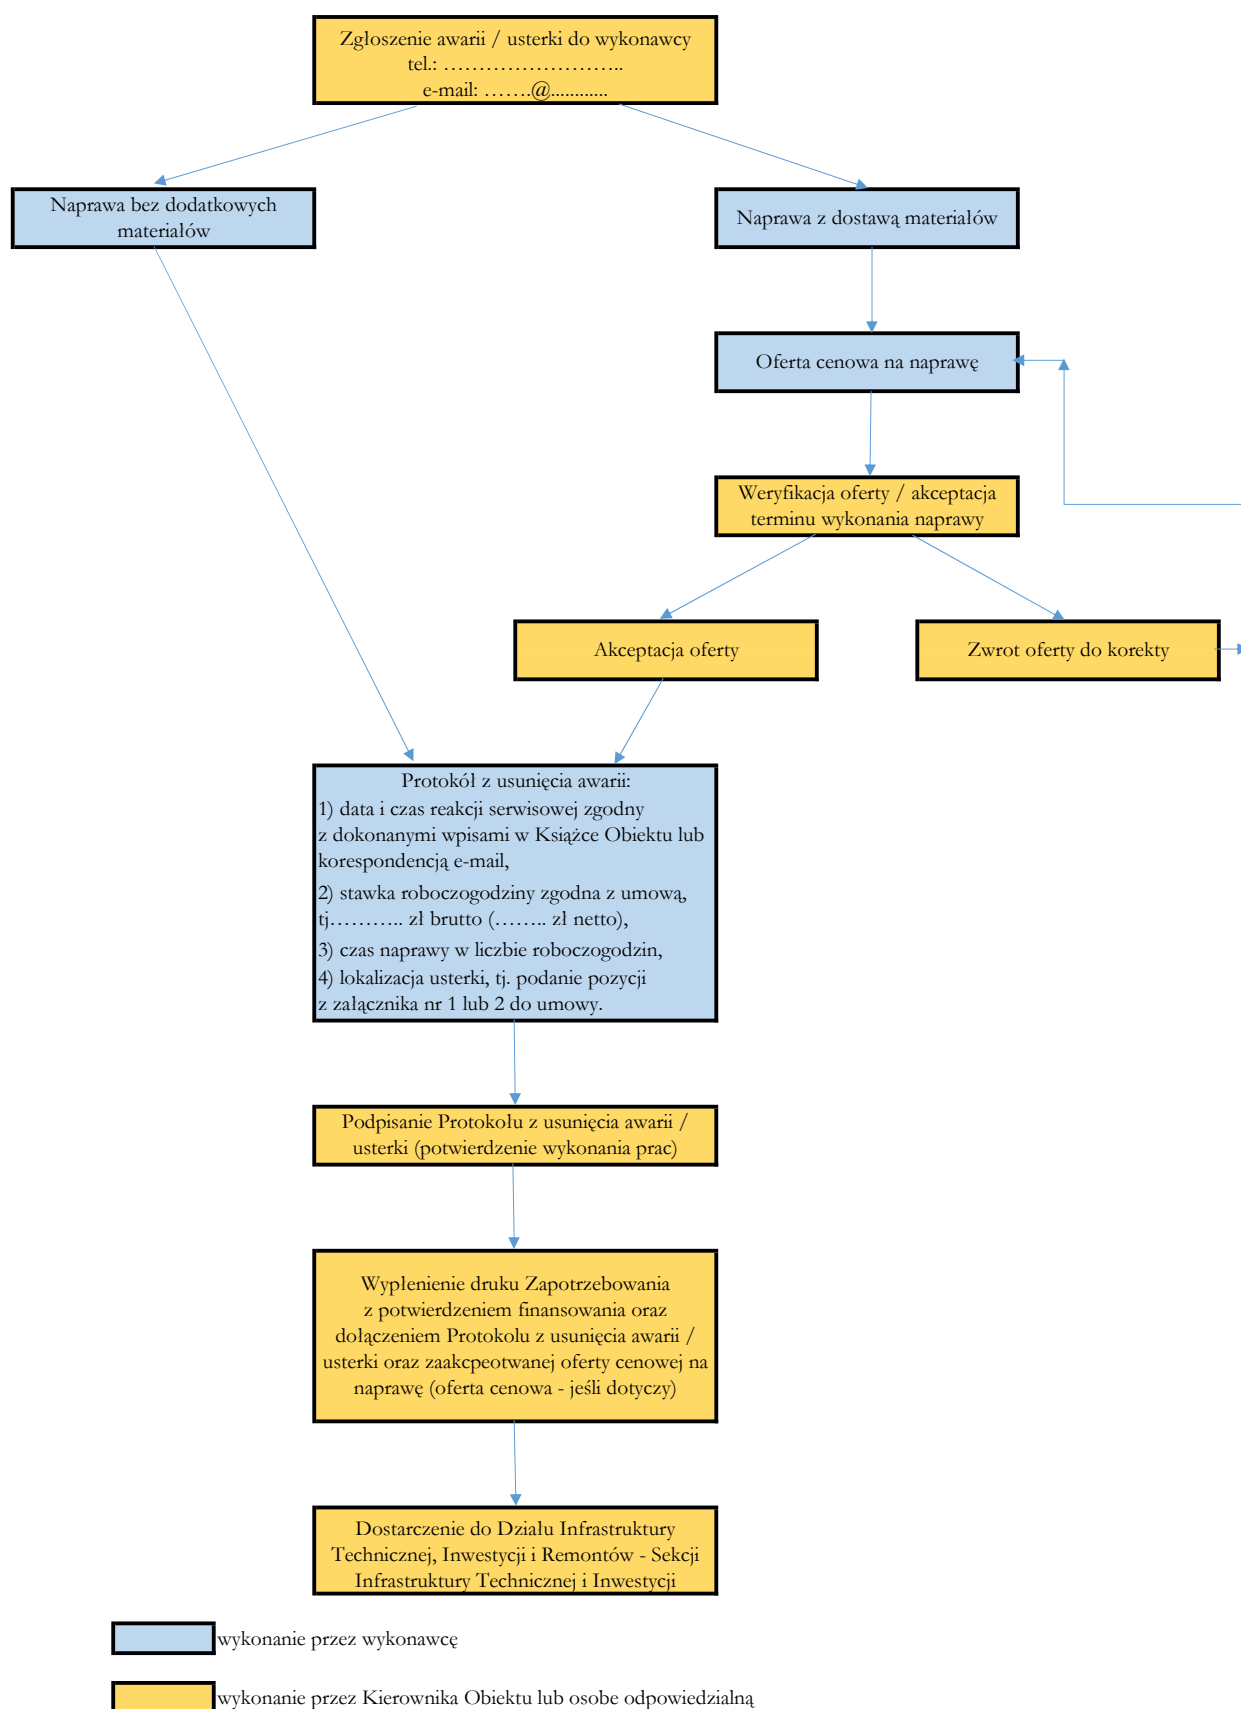 Zgłoszenie awarii / usterki do wykonawcy
tel.: ……………………..
e-mail: …….@............
Naprawa bez dodatkowych
materiałów
Naprawa z dostawą materiałów
Oferta cenowa na naprawę
Weryfikacja oferty / akceptacja
terminu wykonania naprawy
Akceptacja oferty
Zwrot oferty do korekty
Protokół z usunięcia awarii:
1) data i czas reakcji serwisowej zgodny
z dokonanymi wpisami w Książce Obiektu lub
korespondencją e-mail,
2) stawka roboczogodziny zgodna z umową,
tj……….. zł brutto (…….. zł netto),
3) czas naprawy w liczbie roboczogodzin,
4) lokalizacja usterki, tj. podanie pozycji
z załącznika nr 1 lub 2 do umowy.
Podpisanie Protokołu z usunięcia awarii /
usterki (potwierdzenie wykonania prac)
Wypłenienie druku Zapotrzebowania
z potwierdzeniem finansowania oraz
dołączeniem Protokolu z usunięcia awarii /
usterki oraz zaakcpeotwanej oferty cenowej na
naprawę (oferta cenowa - jeśli dotyczy)
Dostarczenie do Działu Infrastruktury
Technicznej, Inwestycji i Remontów - Sekcji
Infrastruktury Technicznej i Inwestycji
wykonanie przez wykonawcę
wykonanie przez Kierownika Obiektu lub osobe odpowiedzialną